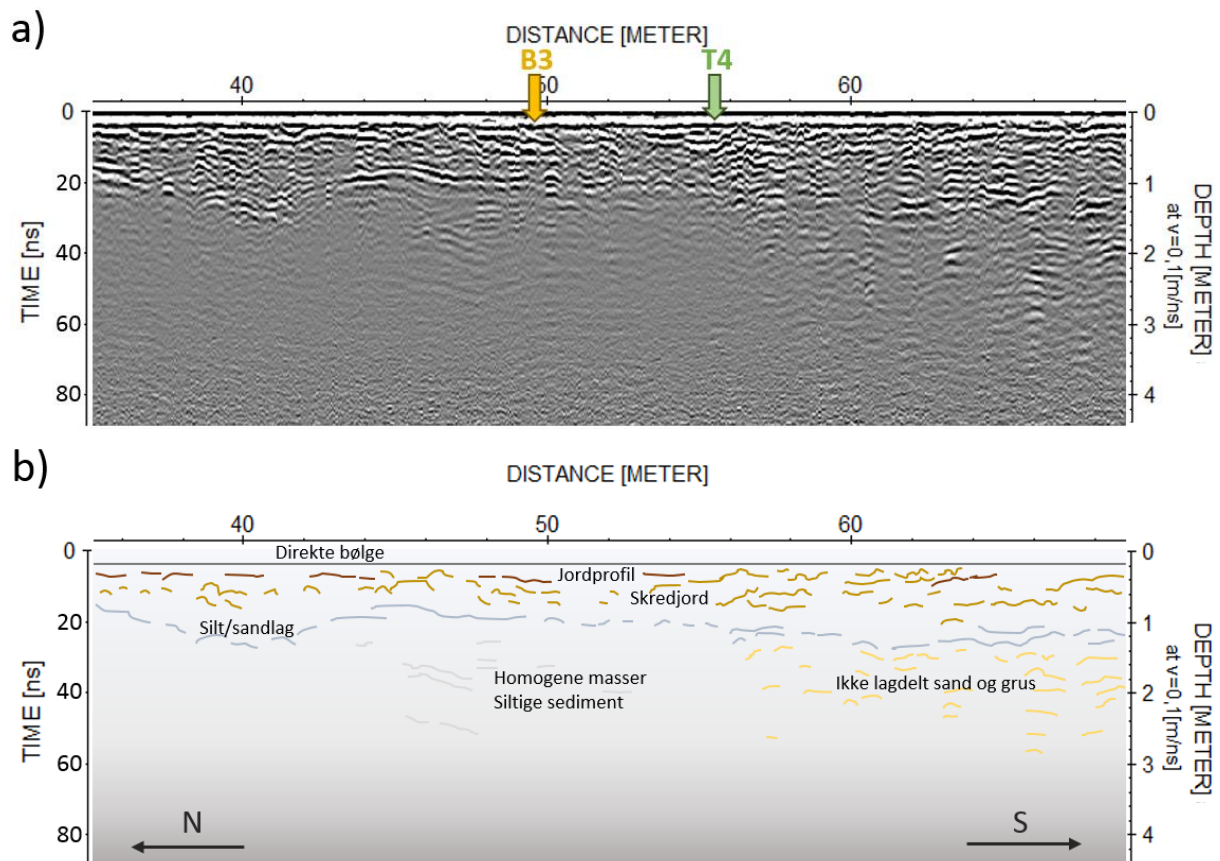 a)
DISTANCE [METER]
B3
T4
40
50
60
0
20
40
60
80
TIME [ns]
0
1
2
3
4
DEPTH [METER]
at v=0,1[m/ns]
b)
DISTANCE [METER]
40
50
60
0
20
40
60
80
TIME [ns]
Direkte bølge
Jordprofil
Skredjord
Silt/sandlag
Homogene masser
Siltige sediment
Ikke lagdelt sand og grus
N
S
0
1
2
3
4
DEPTH [METER]
at v=0,1[m/ns]